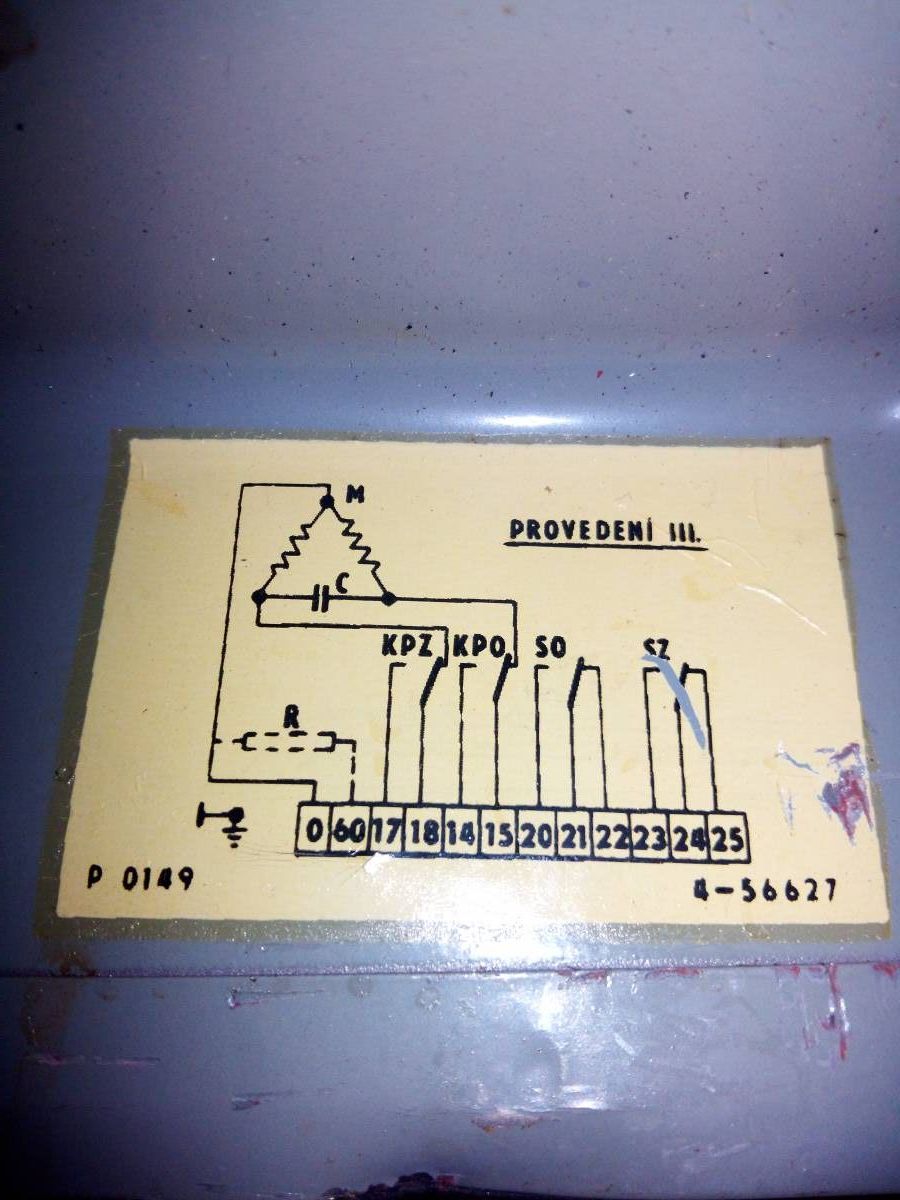 M
PROVEDENÍ III.
C
KPZ KPO SO SZ
R
0 60 17 18 14 15 20 21 22 23 24 25
P 0149 4-56627